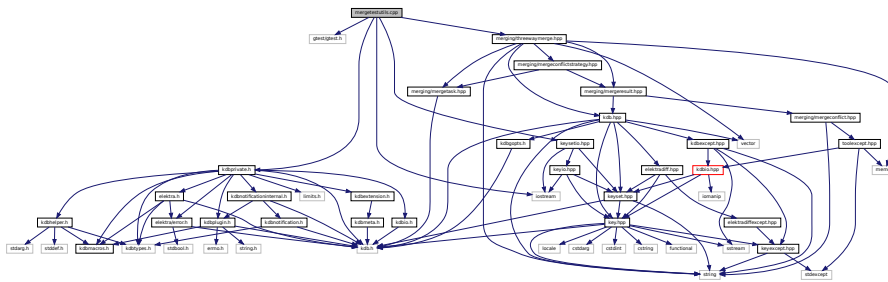 mergetestutils.cpp
gtest/gtest.h
merging/threewaymerge.hpp
merging/mergeconflictstrategy.hpp
merging/mergetask.hpp
merging/mergeresult.hpp
kdb.hpp
merging/mergeconflict.hpp
kdbgopts.h
keysetio.hpp
kdbexcept.hpp
vector
toolexcept.hpp
kdbprivate.h
keyio.hpp
elektradiff.hpp
kdbio.hpp
elektra.h
kdbnotificationinternal.h
limits.h
kdbextension.h
iostream
keyset.hpp
iomanip
kdbhelper.h
elektra/error.h
kdbplugin.h
kdbnotification.h
kdbmeta.h
kdbio.h
key.hpp
elektradiffexcept.hpp
stdarg.h
stddef.h
kdbmacros.h
kdbtypes.h
stdbool.h
errno.h
string.h
kdb.h
locale
cstdarg
cstdint
cstring
functional
sstream
keyexcept.hpp
string
stdexcept